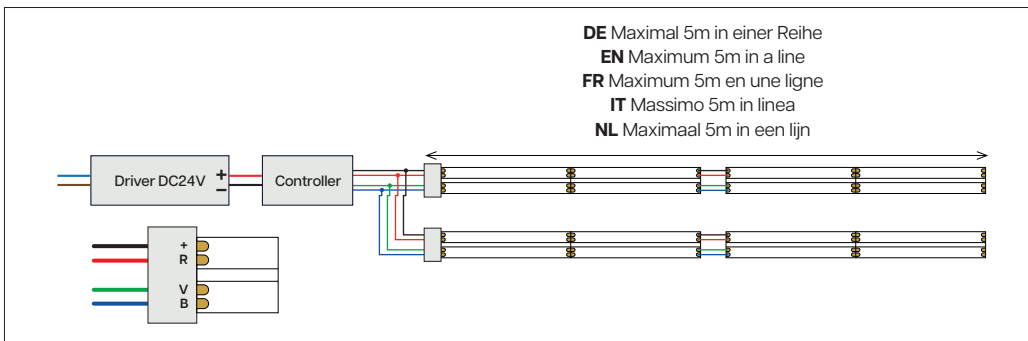 DE Maximal 5m in einer Reihe
EN Maximum 5m in a line
FR Maximum 5m en une ligne
IT Massimo 5m in linea
NL Maximaal 5m in een lijn
Driver DC24V + −
Controller
+
R
V
B